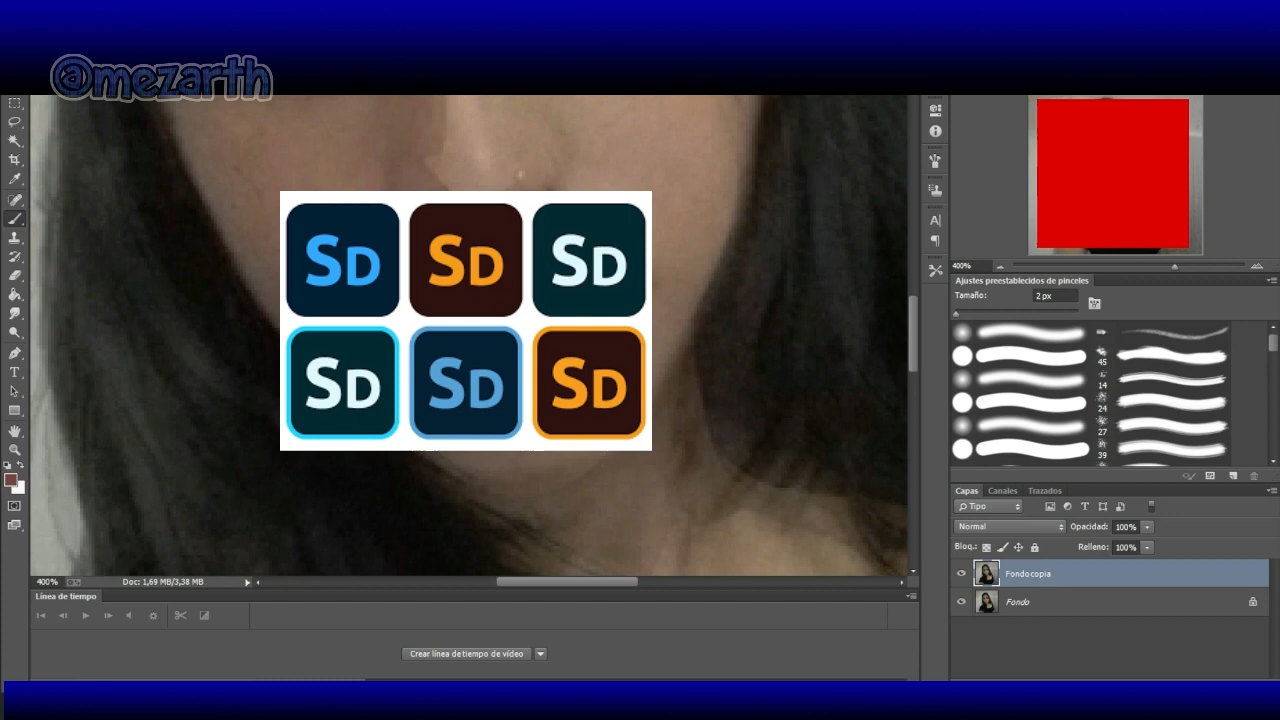 @mezarth
SD SD SD
SD SD SD
400%
Ajustes preestablecidos de pinceles
Tamaño: 2 px
45
14
24
27
39
Capas Canales Trazados
Tipo
Normal Opacidad: 100%
Bloq.: Relleno: 100%
Fondo copia
Fondo
400% Doc: 1,69 MB/3,38 MB
Línea de tiempo
Crear línea de tiempo de vídeo